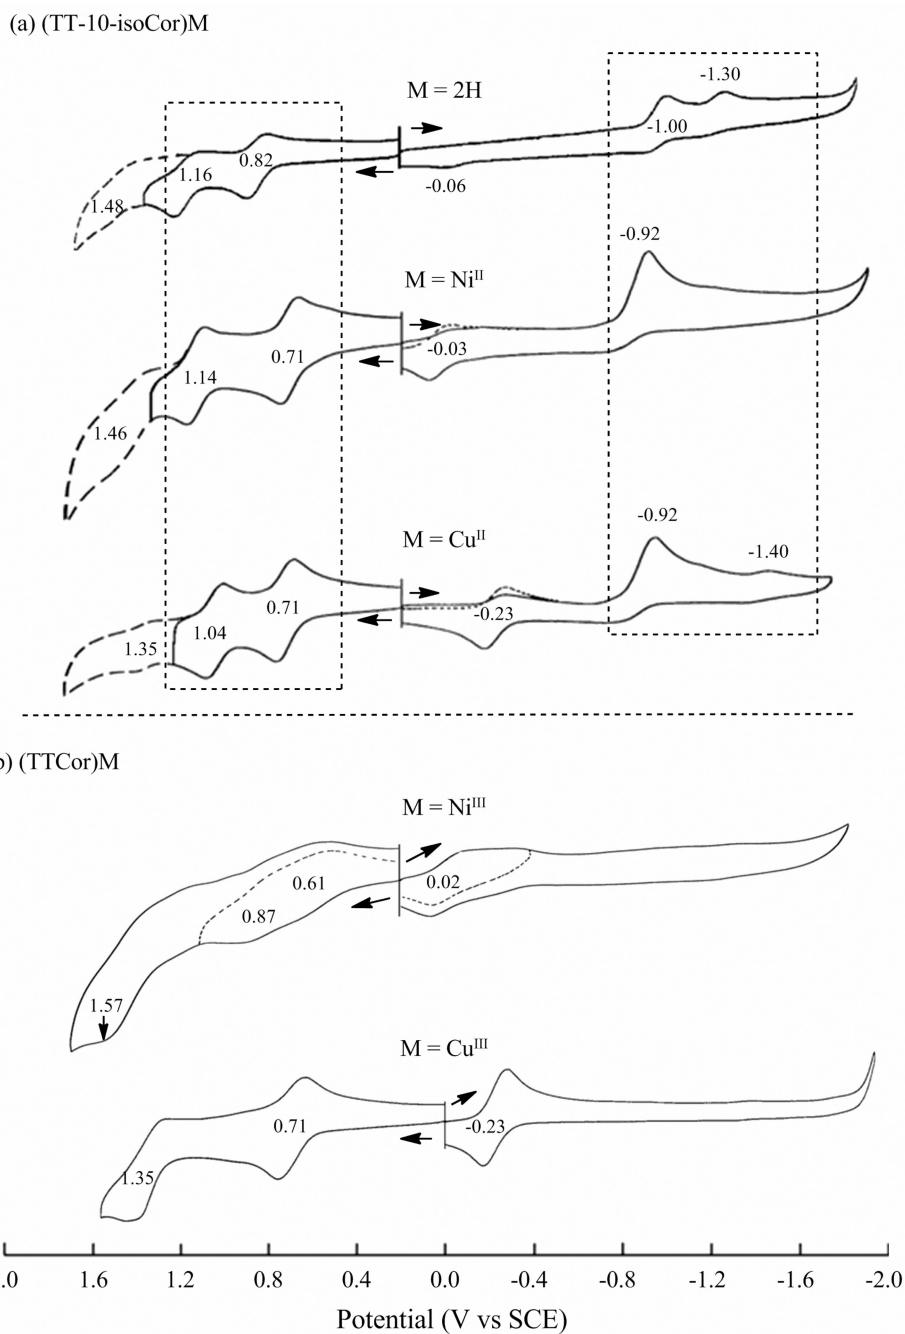 (a) (TT-10-isoCor)M
M = 2H
-1.30
-1.00
0.82
1.16
1.48
-0.06
-0.92
M = Ni^II
-0.03
0.71
1.14
1.46
-0.92
M = Cu^II
-1.40
-0.23
0.71
1.04
1.35
) (TTCor)M
M = Ni^III
0.61
0.02
0.87
1.57
M = Cu^III
0.71
-0.23
1.35
.0 1.6 1.2 0.8 0.4 0.0 -0.4 -0.8 -1.2 -1.6 -2.0
Potential (V vs SCE)